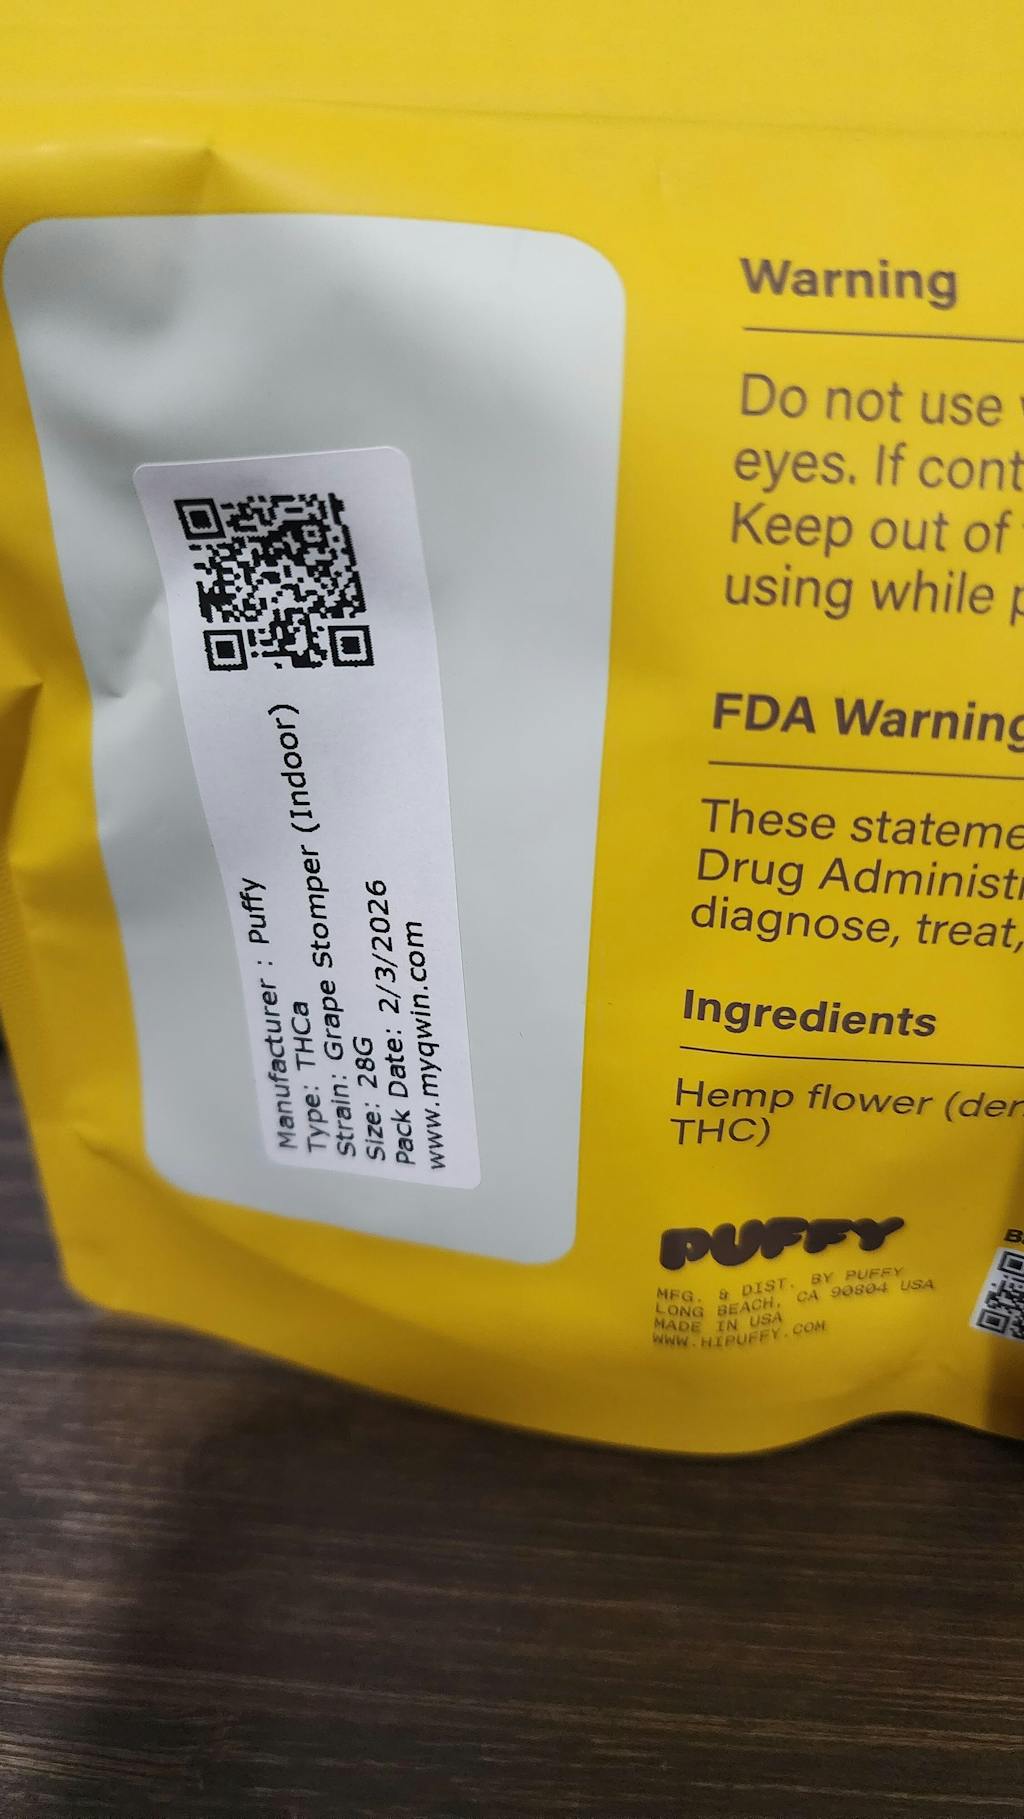 Manufacturer : Puffy
Type: THCa
Strain: Grape Stomper (Indoor)
Size: 28G
Pack Date: 2/3/2026
www.myqwin.com
Warning
Do not use
eyes. If cont
Keep out of
using while p
FDA Warning
These stateme
Drug Administr
diagnose, treat,
Ingredients
Hemp flower (der
THC)
PUFFY
MFG. & DIST. BY PUFFY
LONG BEACH, CA 90804 USA
MADE IN USA
WWW.HIPUFFY.COM